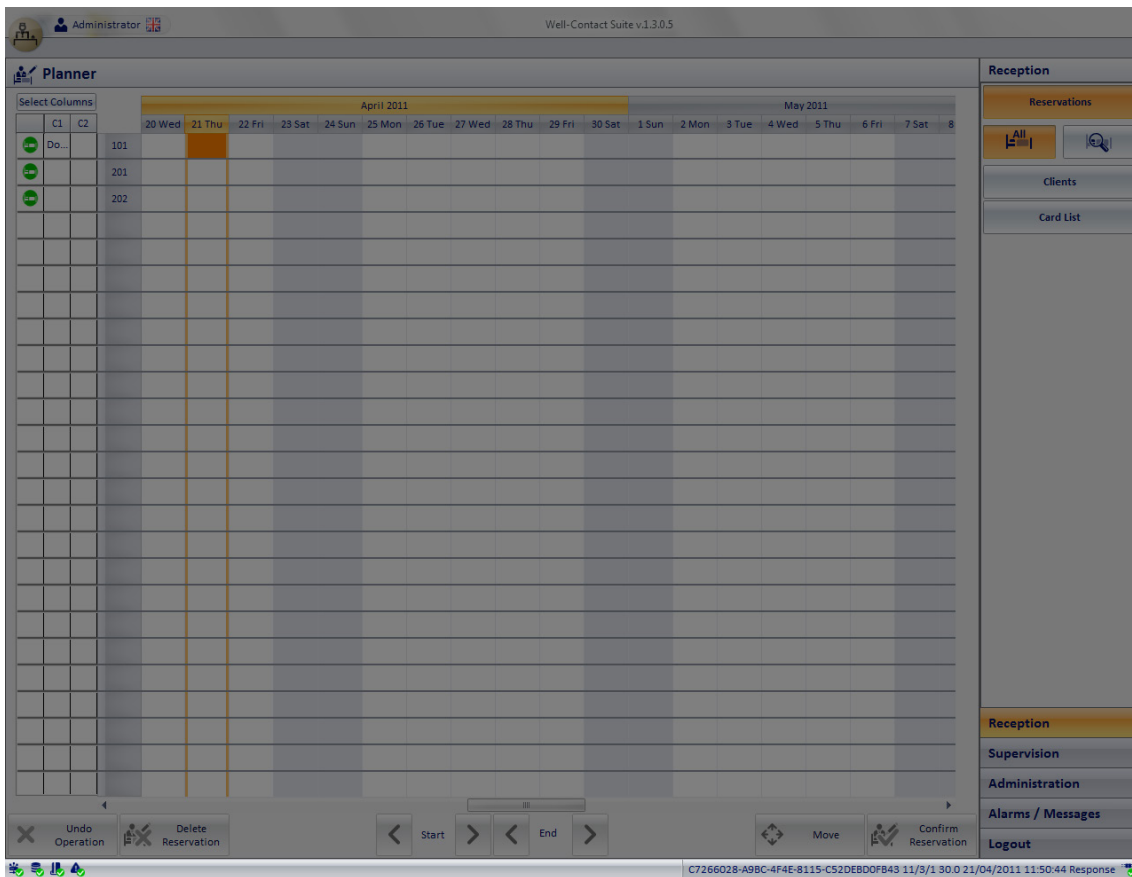 Administrator
Well-Contact Suite v.1.3.0.5
Planner
Reception
Select Columns
April 2011
May 2011
Reservations
C1 C2
20 Wed 21 Thu 22 Fri 23 Sat 24 Sun 25 Mon 26 Tue 27 Wed 28 Thu 29 Fri 30 Sat 1 Sun 2 Mon 3 Tue 4 Wed 5 Thu 6 Fri 7 Sat 8
Do... 101
All
201
202
Clients
Card List
Reception
Supervision
Administration
Alarms / Messages
Logout
Undo
Operation
Delete
Reservation
Start
End
Move
Confirm
Reservation
C7266028-A9BC-4F4E-8115-C52DEBD0FB43 11/3/1 30.0 21/04/2011 11:50:44 Response